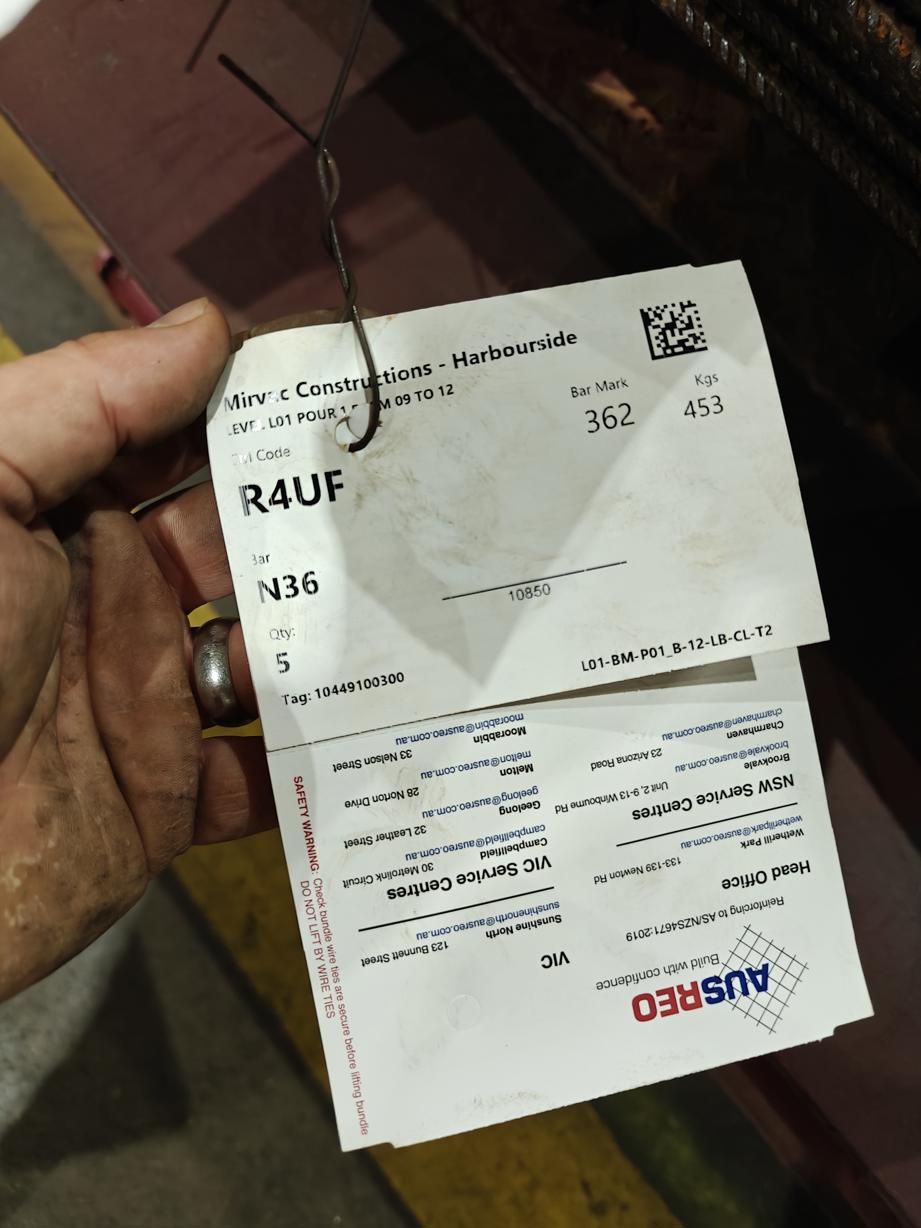 Mirvac Constructions - Harbourside
LEVEL L01 POUR 1 09 TO 12
Code
Bar Mark
362
Kgs
453
R4UF
Bar
N36
10850
Qty:
5
Tag: 10449100300
L01-BM-P01_B-12-LB-CL-T2
SAFETY WARNING: Check bundle wire ties are secure before lifting bundle
DO NOT LIFT BY WIRE TIES
AUSREO
Build with confidence
Reinforcing to AS/NZS4671:2019
Head Office
Wetherill Park 133-139 Newton Rd
wetherillpark@ausreo.com.au
NSW Service Centres
Brookvale Unit 2, 9-13 Winbourne Rd
brookvale@ausreo.com.au
Charmhaven 23 Arizona Road
charmhaven@ausreo.com.au
VIC
Sunshine North 123 Bunnett Street
sunshinenorth@ausreo.com.au
VIC Service Centres
Campbellfield 30 Metrolink Circuit
campbellfield@ausreo.com.au
Geelong 32 Leather Street
geelong@ausreo.com.au
Melton 28 Norton Drive
melton@ausreo.com.au
Moorabbin 33 Nelson Street
moorabbin@ausreo.com.au